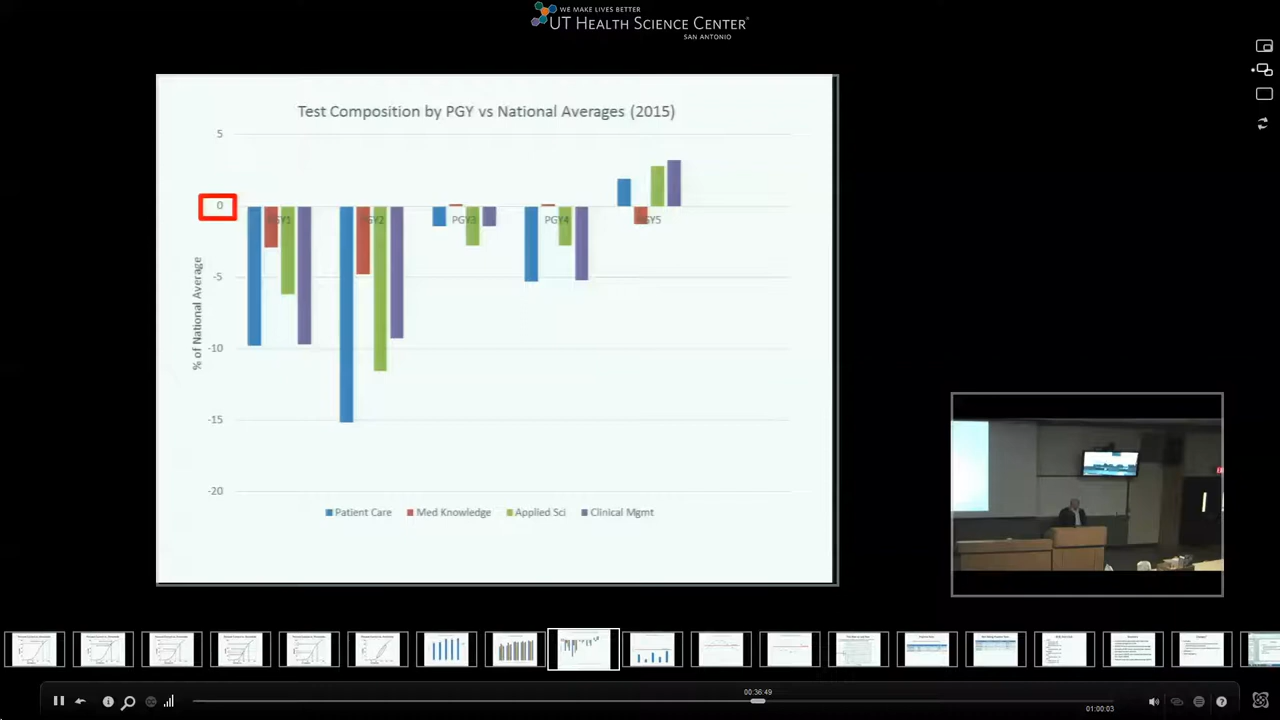 WE MAKE LIVES BETTER
UT HEALTH SCIENCE CENTER®
SAN ANTONIO
Test Composition by PGY vs National Averages (2015)
5
0
PGY1 PGY2 PGY3 PGY4 PGY5
-5
% of National Average
-10
-15
-20
Patient Care Med Knowledge Applied Sci Clinical Mgmt
00:36:49
01:00:03